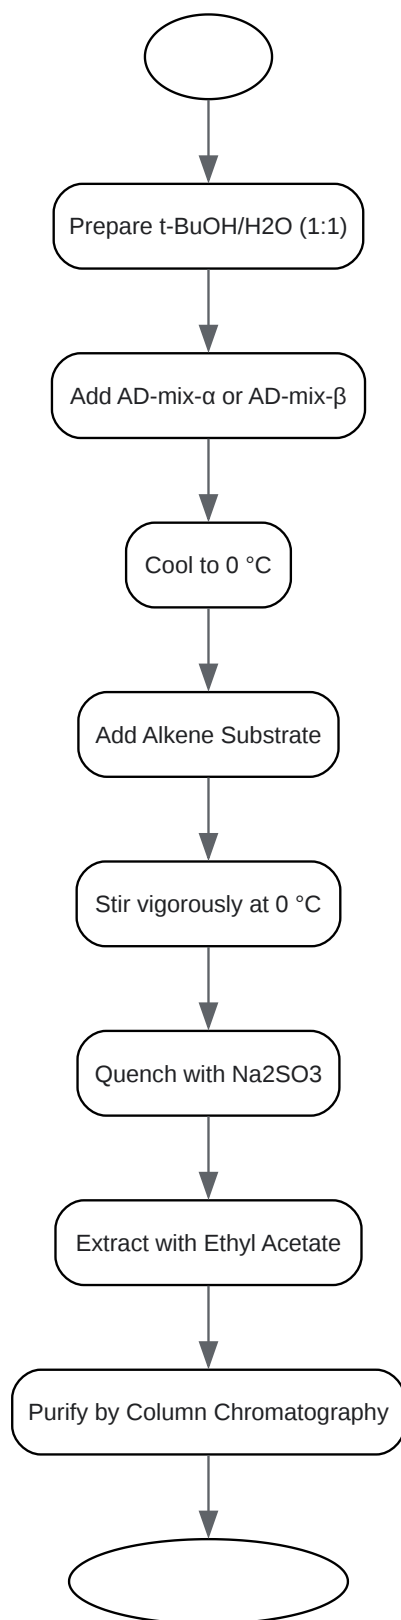 Prepare t-BuOH/H2O (1:1)
Add AD-mix-α or AD-mix-β
Cool to 0 °C
Add Alkene Substrate
Stir vigorously at 0 °C
Quench with Na2SO3
Extract with Ethyl Acetate
Purify by Column Chromatography